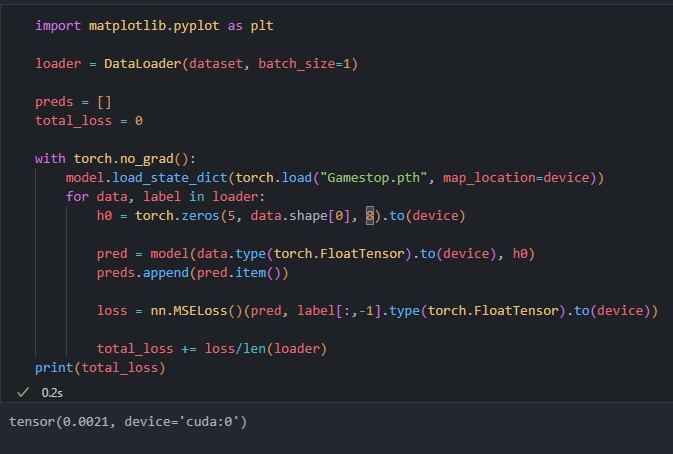 import matplotlib.pyplot as plt
loader = DataLoader(dataset, batch_size=1)
preds = []
total_loss = 0
with torch.no_grad():
    model.load_state_dict(torch.load("Gamestop.pth", map_location=device))
    for data, label in loader:
        h0 = torch.zeros(5, data.shape[0], 8).to(device)
        pred = model(data.type(torch.FloatTensor).to(device), h0)
        preds.append(pred.item())
        loss = nn.MSELoss()(pred, label[:,-1].type(torch.FloatTensor).to(device))
        total_loss += loss/len(loader)
print(total_loss)
0.2s
tensor(0.0021, device='cuda:0')